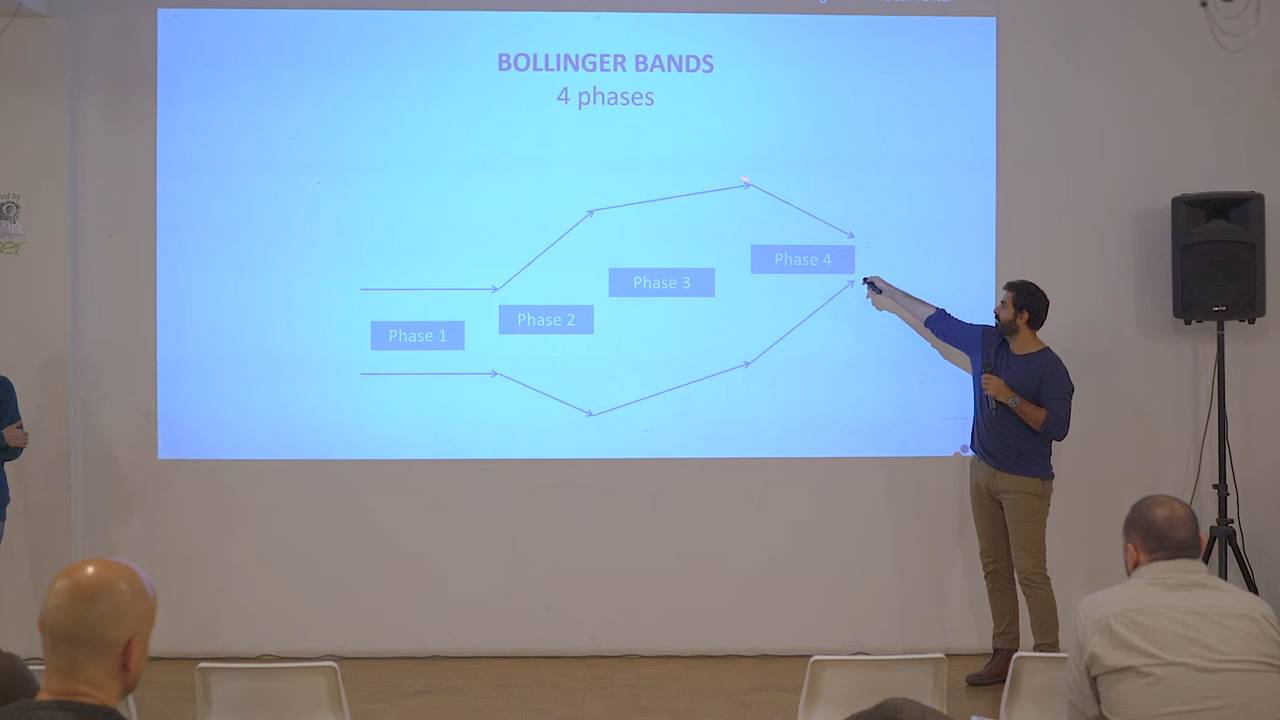 BOLLINGER BANDS
4 phases
Phase 4
Phase 3
Phase 2
Phase 1